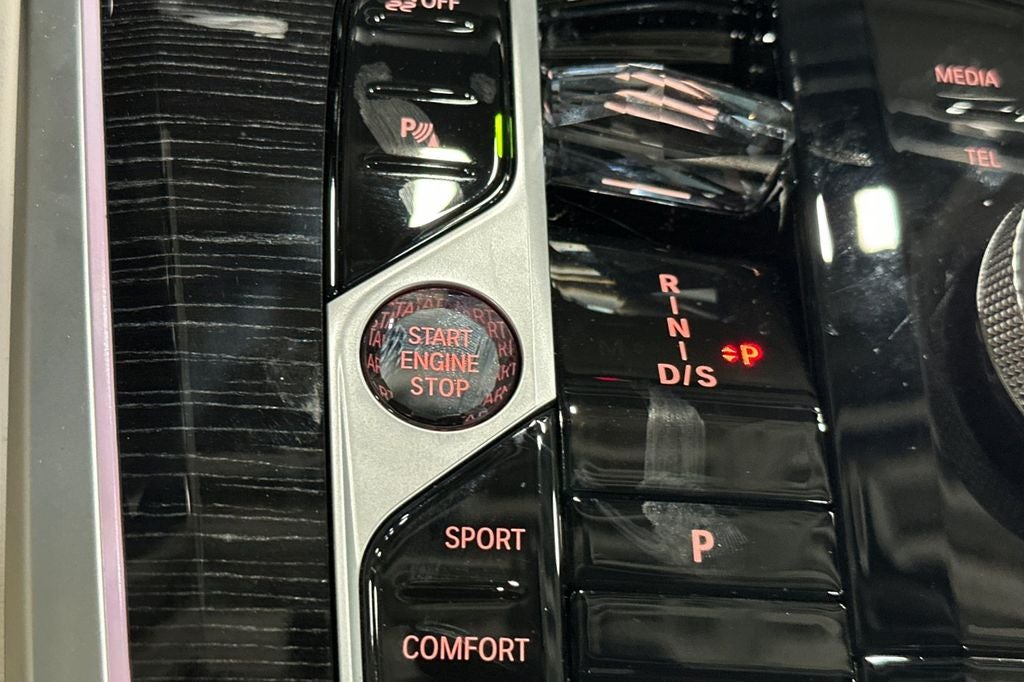 OFF
P
MEDIA
TEL
START
ENGINE
STOP
R
N
D/S
P
SPORT
P
COMFORT